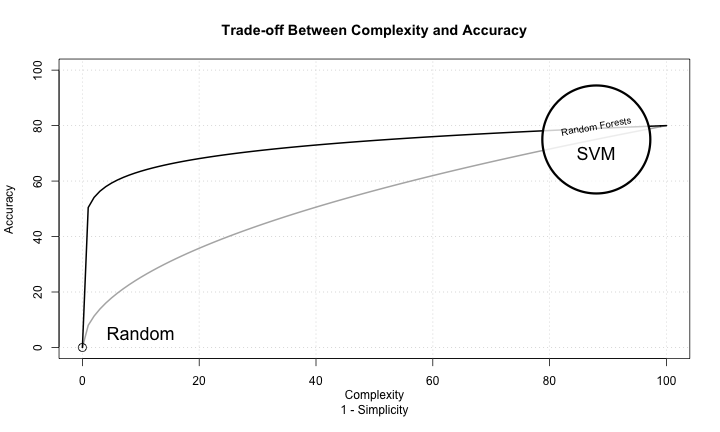 Trade-off Between Complexity and Accuracy
Accuracy
100
80
60
40
20
0
Random Forests
SVM
Random
0 20 40 60 80 100
Complexity
1 - Simplicity